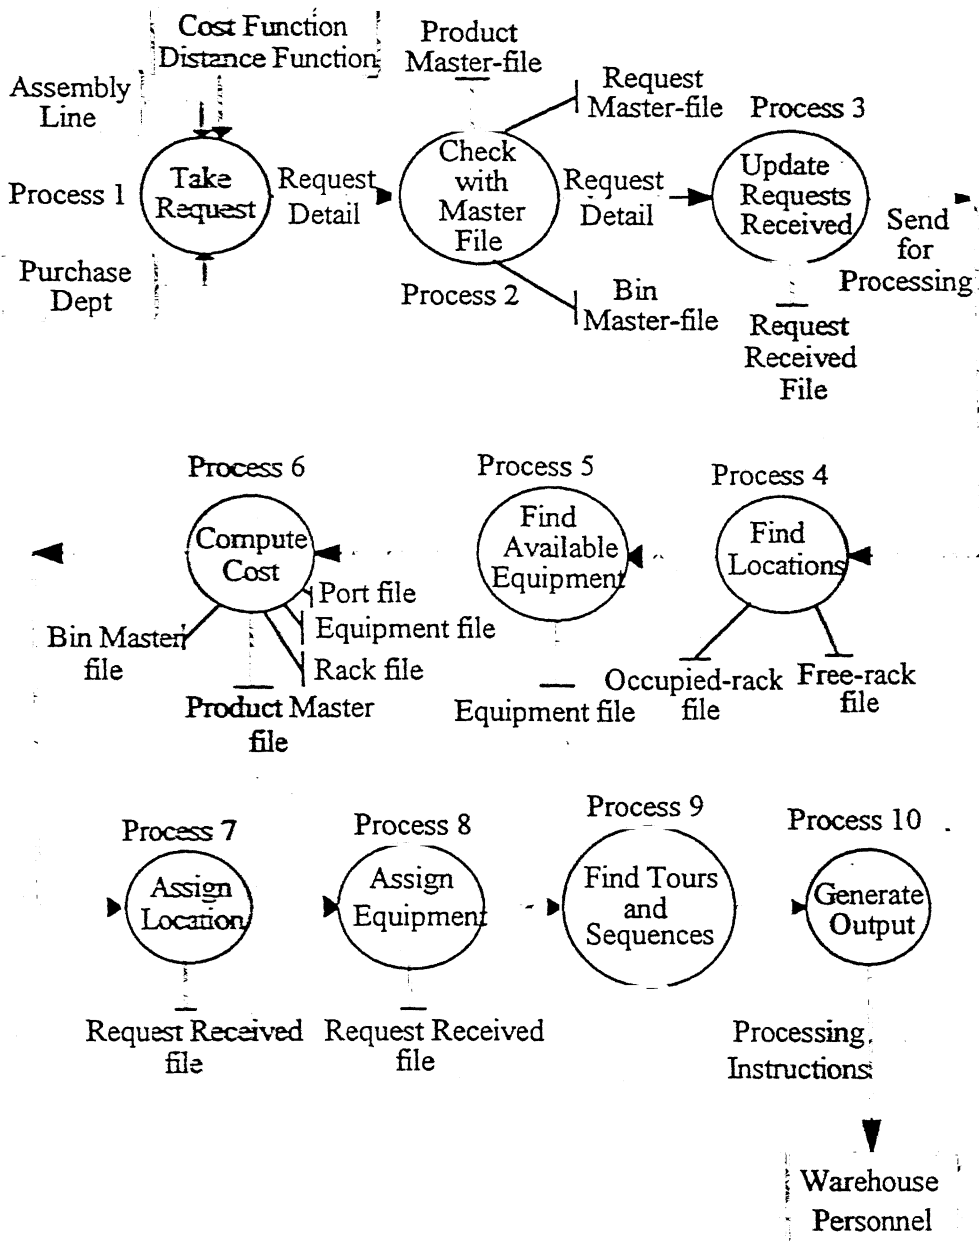 Cost Function
Distance Function
Assembly
Line
Process 1
Take
Request
Purchase
Dept
Request
Detail
Product
Master-file
Request
Master-file
Check
with
Master
File
Process 2
Bin
Master-file
Request
Detail
Process 3
Update
Requests
Received
Request
Received
File
Send
for
Processing
Process 4
Find
Locations
Occupied-rack
file
Free-rack
file
Process 5
Find
Available
Equipment
Equipment file
Process 6
Compute
Cost
Port file
Equipment file
Rack file
Bin Master
file
Product Master
file
Process 7
Assign
Location
Request Received
file
Process 8
Assign
Equipment
Request Received
file
Process 9
Find Tours
and
Sequences
Process 10
Generate
Output
Processing
Instructions
Warehouse
Personnel